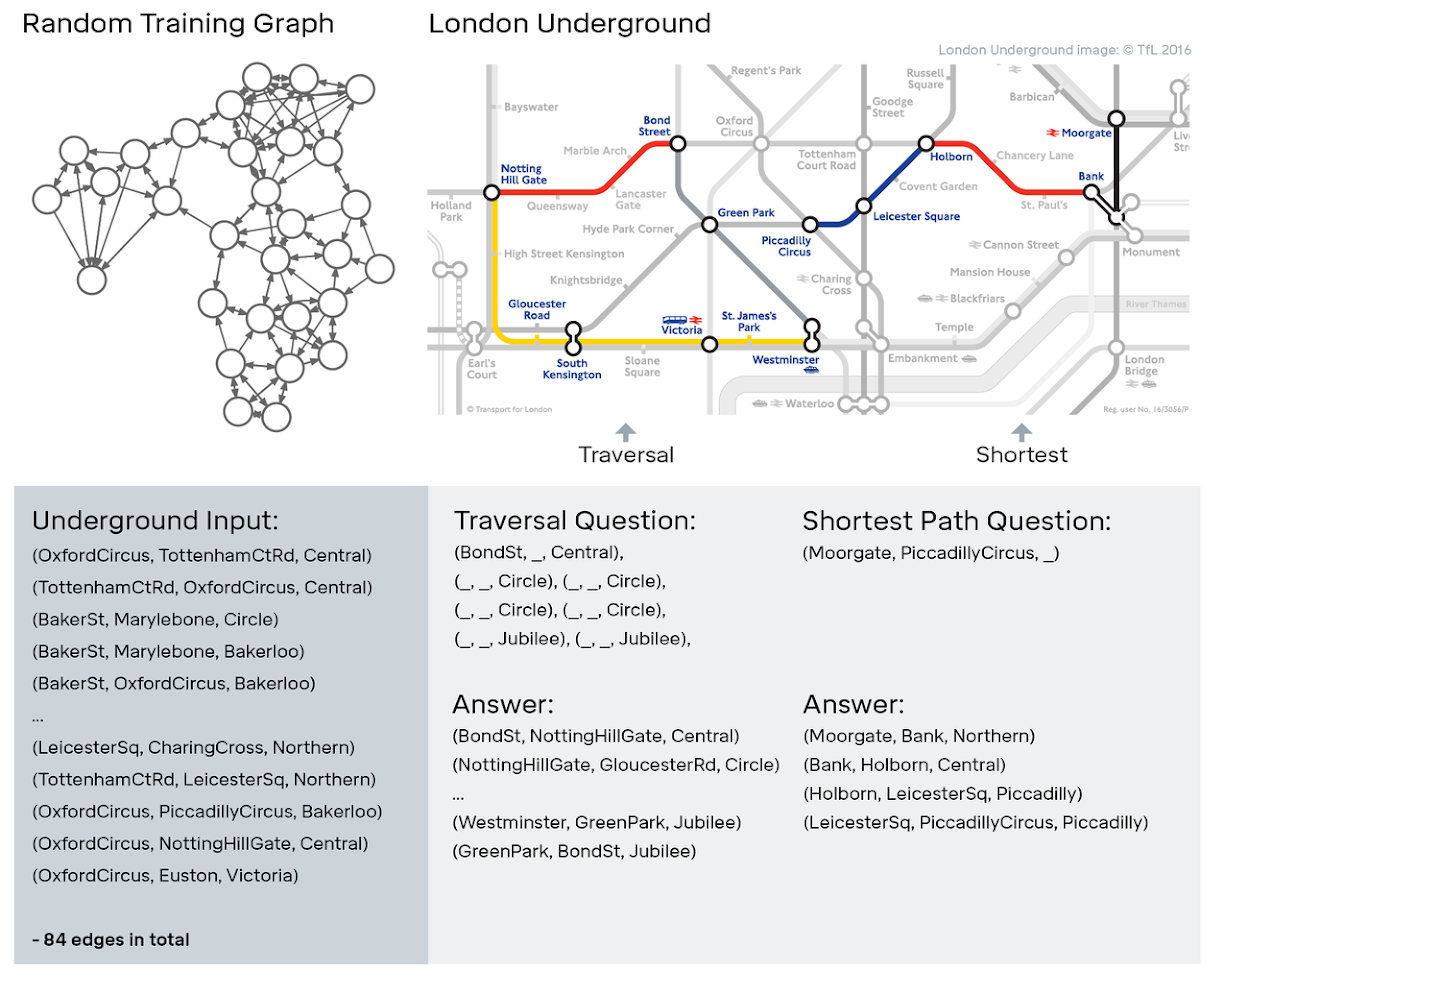 Random Training Graph
London Underground
London Underground image: © TfL 2016
Regent's Park
Russell
Square
Barbican
Bayswater
Goodge
Street
Bond
Street
Oxford
Circus
Moorgate
Live
Str
Marble Arch
Tottenham
Court Road
Holborn
Chancery Lane
Notting
Hill Gate
Bank
Holland
Park
Queensway
Lancaster
Gate
Covent Garden
St. Paul's
Hyde Park Corner
Green Park
Piccadilly
Circus
Leicester Square
Cannon Street
Monument
High Street Kensington
Knightsbridge
Charing
Cross
Mansion House
Blackfriars
River Thames
Gloucester
Road
Victoria
St. James's
Park
Temple
Earl's
Court
South
Kensington
Sloane
Square
Westminster
Embankment
London
Bridge
Waterloo
© Transport for London
Reg. user No. 16/3056/P
Traversal
Shortest
Underground Input:
(OxfordCircus, TottenhamCtRd, Central)
(TottenhamCtRd, OxfordCircus, Central)
(BakerSt, Marylebone, Circle)
(BakerSt, Marylebone, Bakerloo)
(BakerSt, OxfordCircus, Bakerloo)
...
(LeicesterSq, CharingCross, Northern)
(TottenhamCtRd, LeicesterSq, Northern)
(OxfordCircus, PiccadillyCircus, Bakerloo)
(OxfordCircus, NottingHillGate, Central)
(OxfordCircus, Euston, Victoria)
- 84 edges in total
Traversal Question:
(BondSt, _, Central),
(_, _, Circle), (_, _, Circle),
(_, _, Circle), (_, _, Circle),
(_, _, Jubilee), (_, _, Jubilee),
Answer:
(BondSt, NottingHillGate, Central)
(NottingHillGate, GloucesterRd, Circle)
...
(Westminster, GreenPark, Jubilee)
(GreenPark, BondSt, Jubilee)
Shortest Path Question:
(Moorgate, PiccadillyCircus, _)
Answer:
(Moorgate, Bank, Northern)
(Bank, Holborn, Central)
(Holborn, LeicesterSq, Piccadilly)
(LeicesterSq, PiccadillyCircus, Piccadilly)